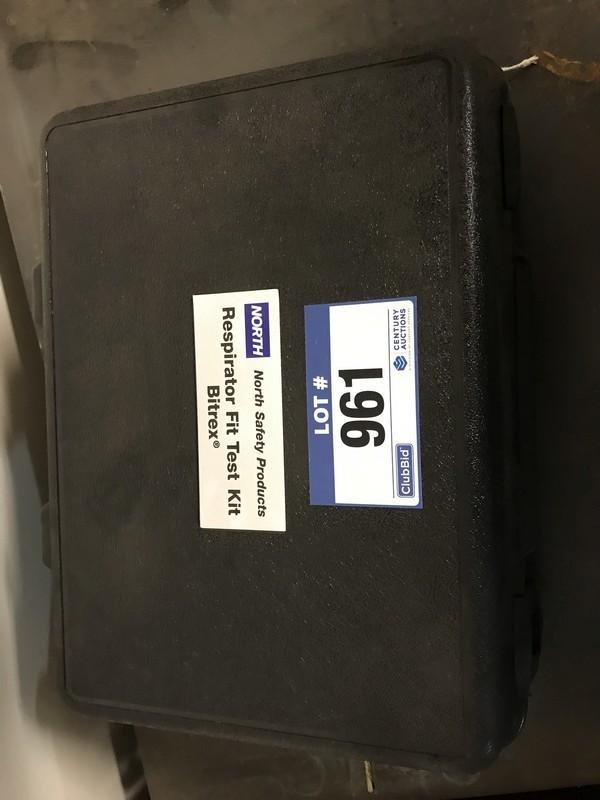 NORTH North Safety Products
Respirator Fit Test Kit
Bitrex®
LOT #
961
ClubBid
CENTURY
AUCTIONS